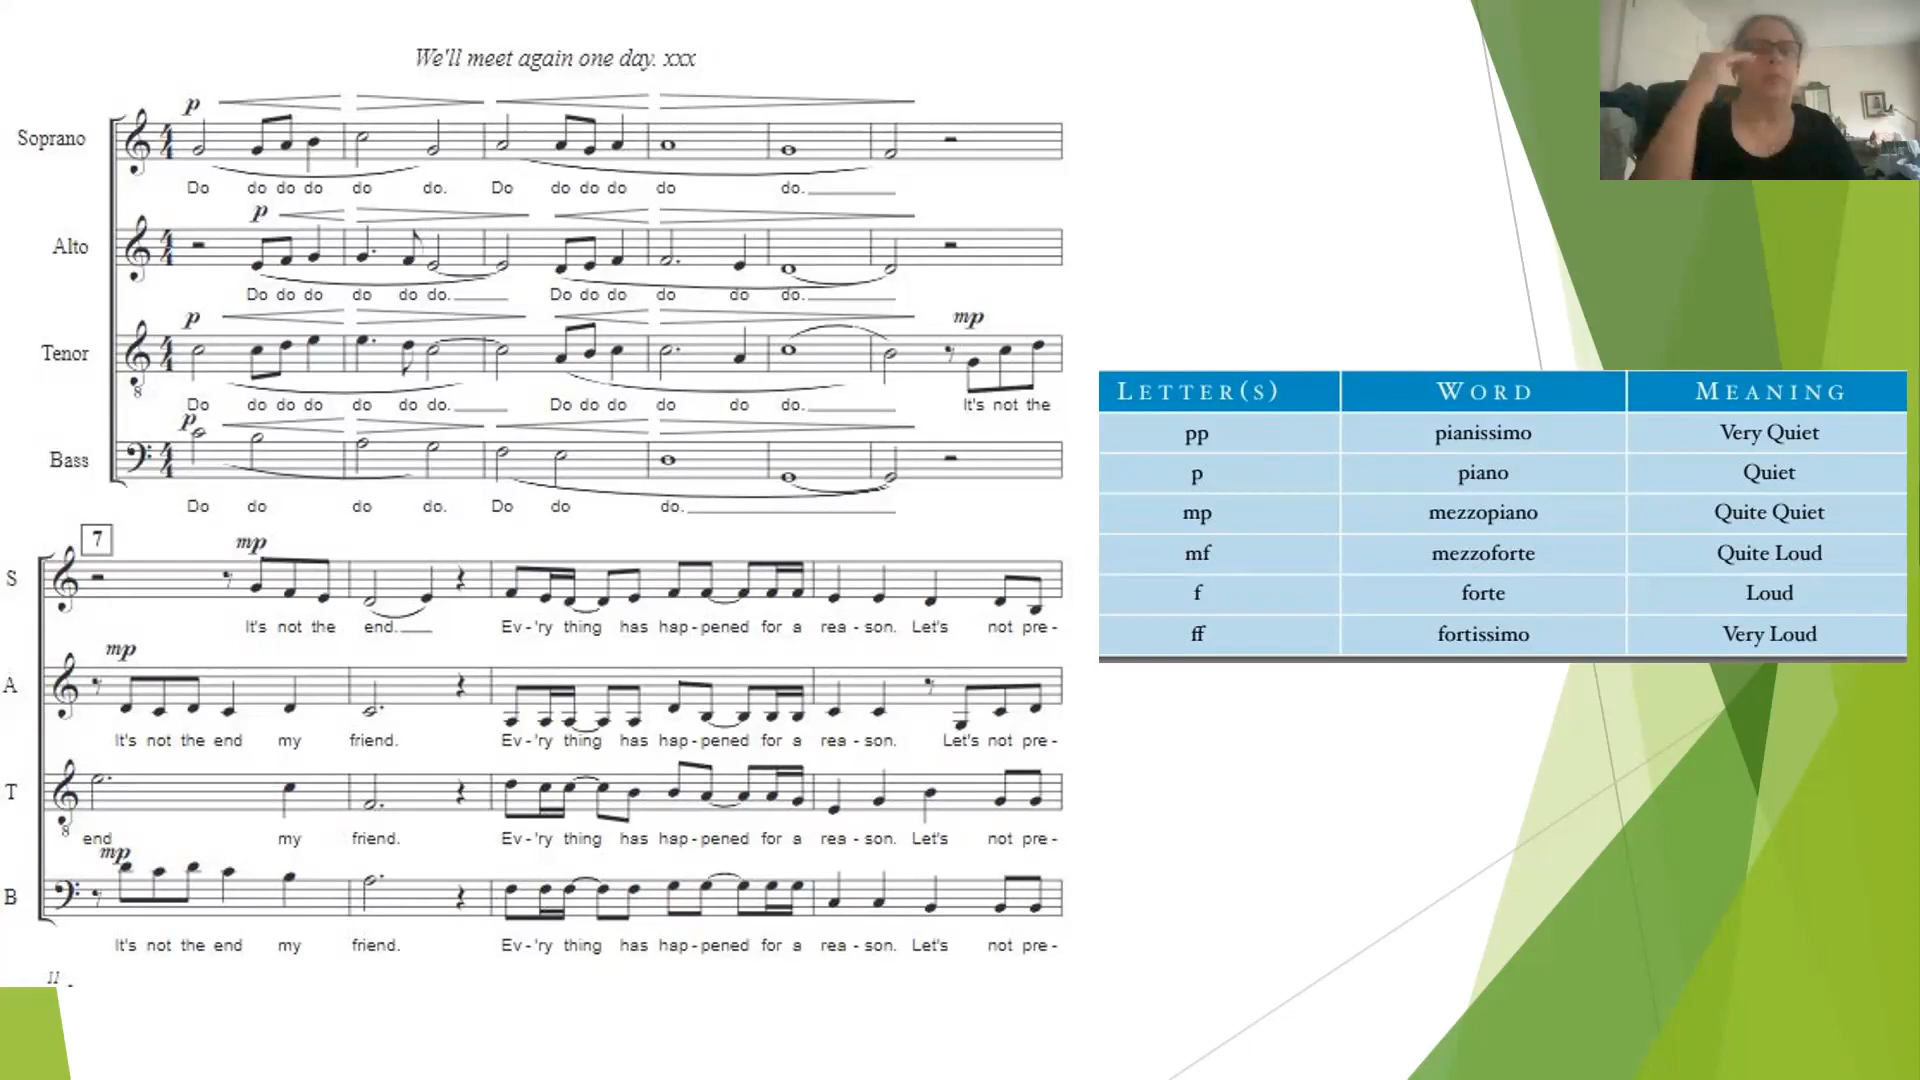 We'll meet again one day. xxx
p
Soprano
Do do do do do do. Do do do do do do.
p
Alto
Do do do do do do. Do do do do do do.
p mp
Tenor
Do do do do do do do. Do do do do do do. It's not the
p
Bass
Do do do do. Do do do.
7
mp
S
It's not the end. Ev-'ry thing has hap-pened for a rea-son. Let's not pre-
mp
A
It's not the end my friend. Ev-'ry thing has hap-pened for a rea-son. Let's not pre-
T
8
end my friend. Ev-'ry thing has hap-pened for a rea-son. Let's not pre-
mp
B
It's not the end my friend. Ev-'ry thing has hap-pened for a rea-son. Let's not pre-
11
LETTER(S) WORD MEANING
pp pianissimo Very Quiet
p piano Quiet
mp mezzopiano Quite Quiet
mf mezzoforte Quite Loud
f forte Loud
ff fortissimo Very Loud